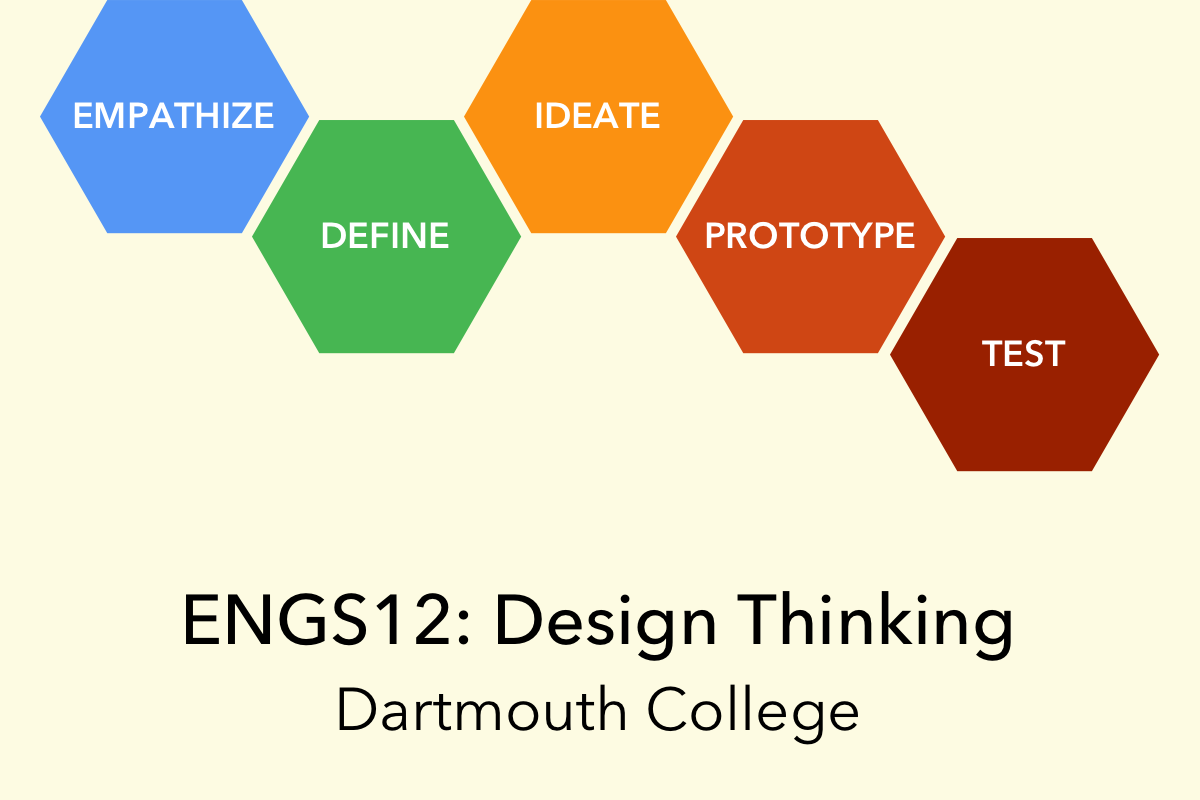 EMPATHIZE
DEFINE
IDEATE
PROTOTYPE
TEST
ENGS12: Design Thinking
Dartmouth College